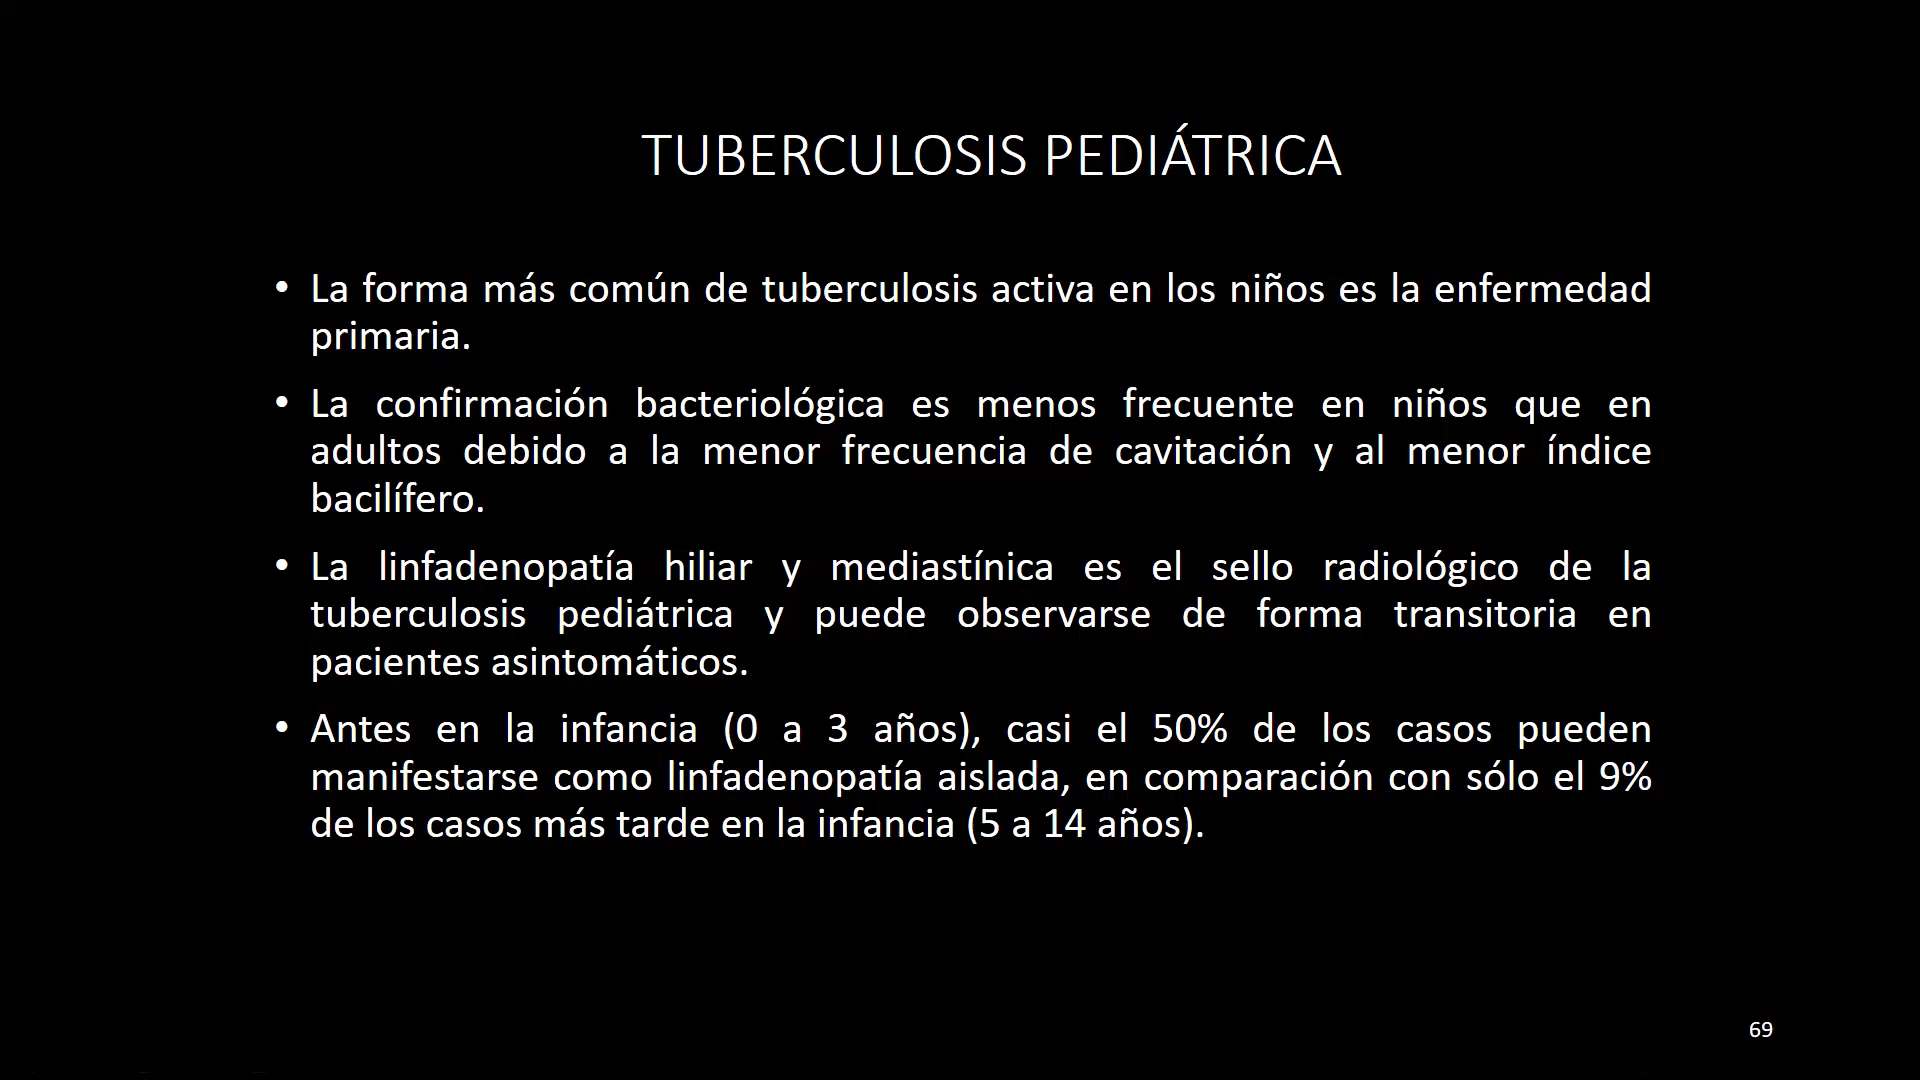 TUBERCULOSIS PEDIÁTRICA
• La forma más común de tuberculosis activa en los niños es la enfermedad
primaria.
• La confirmación bacteriológica es menos frecuente en niños que en
adultos debido a la menor frecuencia de cavitación y al menor índice
bacilífero.
• La linfadenopatía hiliar y mediastínica es el sello radiológico de la
tuberculosis pediátrica y puede observarse de forma transitoria en
pacientes asintomáticos.
• Antes en la infancia (0 a 3 años), casi el 50% de los casos pueden
manifestarse como linfadenopatía aislada, en comparación con sólo el 9%
de los casos más tarde en la infancia (5 a 14 años).
69